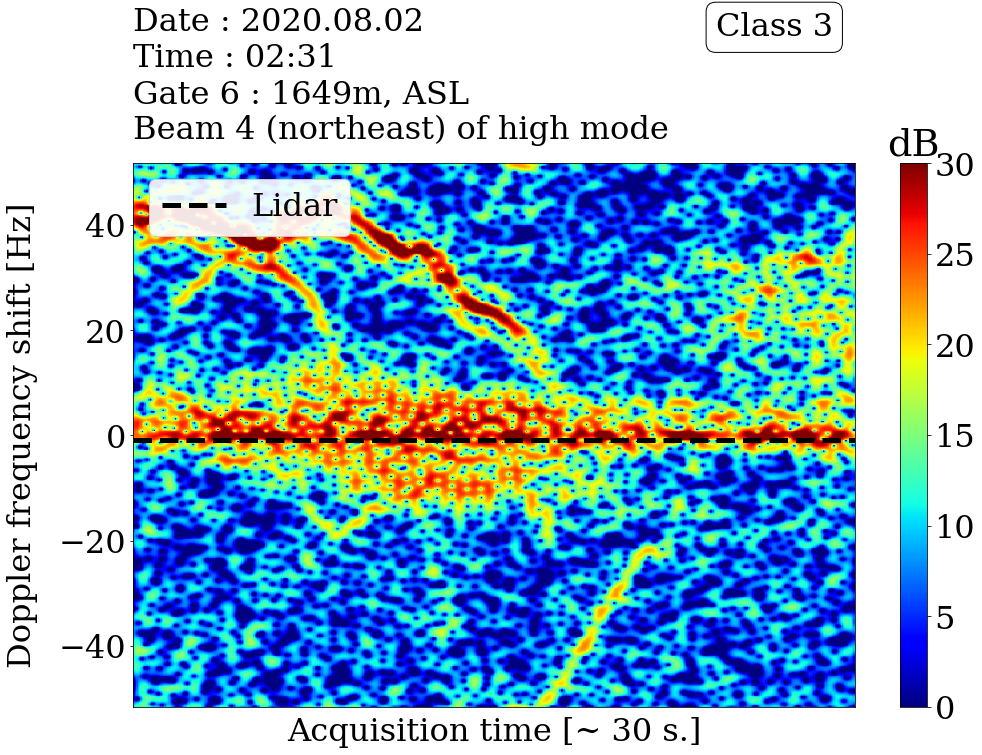 Date : 2020.08.02
Time : 02:31
Gate 6 : 1649m, ASL
Beam 4 (northeast) of high mode
Class 3
dB
Lidar
Doppler frequency shift [Hz]
40
20
0
−20
−40
30
25
20
15
10
5
0
Acquisition time [~ 30 s.]